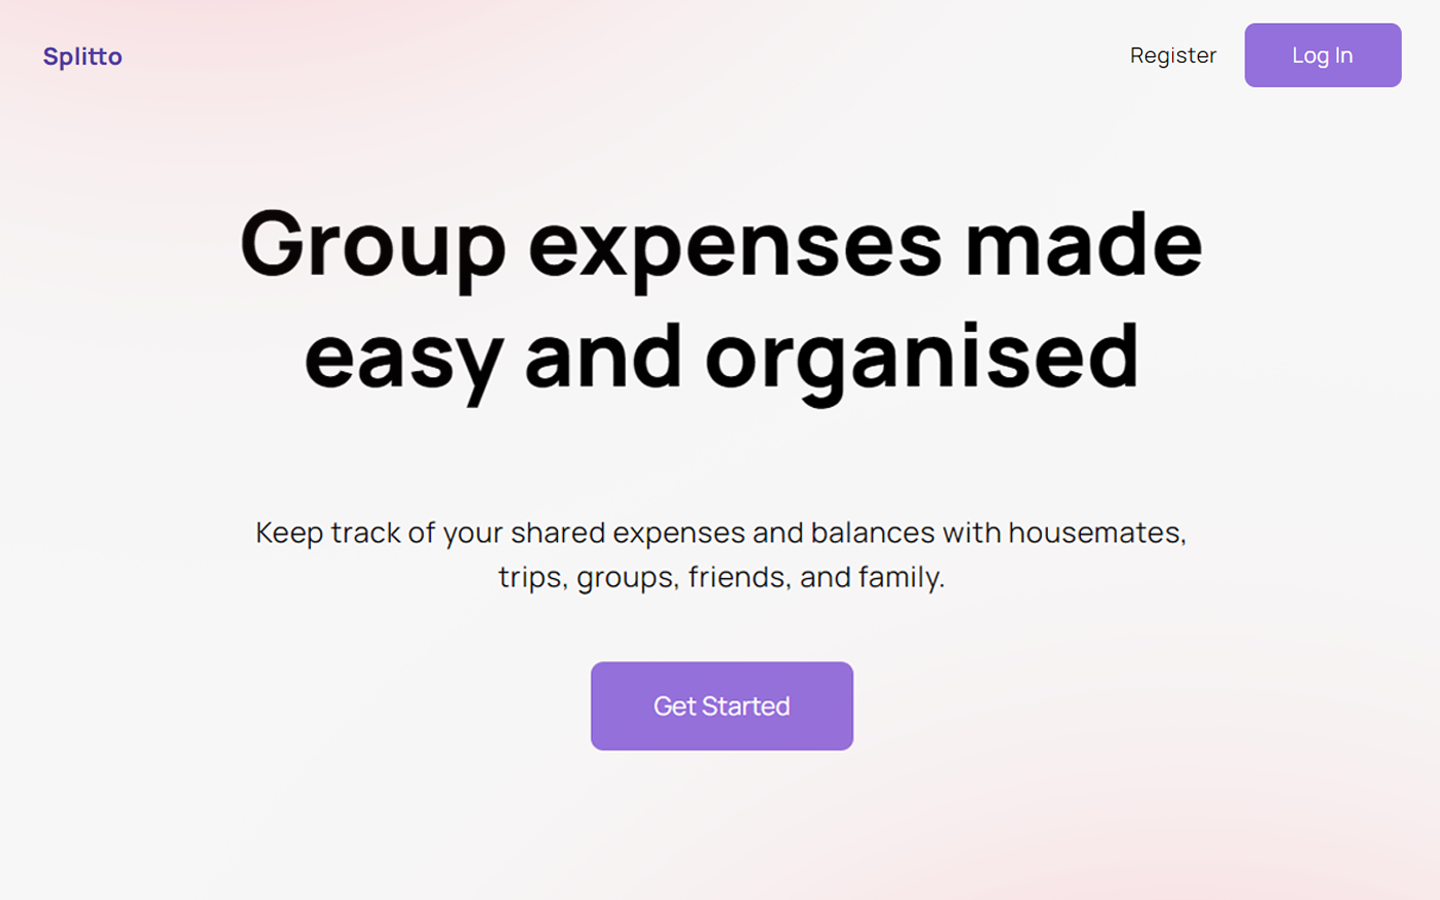 Splitto
Register
Log In
Group expenses made
easy and organised
Keep track of your shared expenses and balances with housemates,
trips, groups, friends, and family.
Get Started